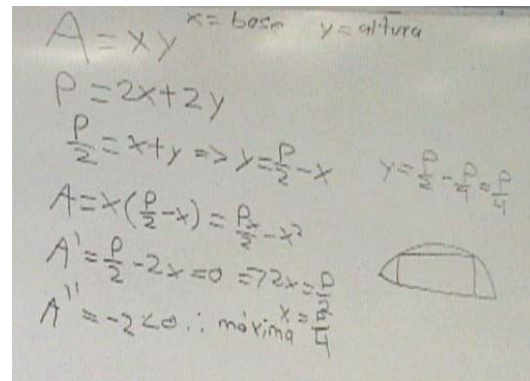 A = xy x = base y = altura
P = 2x + 2y
P/2 = x + y => y = P/2 - x
y = P/2 - P/4 = P/4
A = x(P/2 - x) = Px/2 - x²
A' = P/2 - 2x = 0 => 2x = P/2
x = P/4
A'' = -2 < 0 ∴ máxima